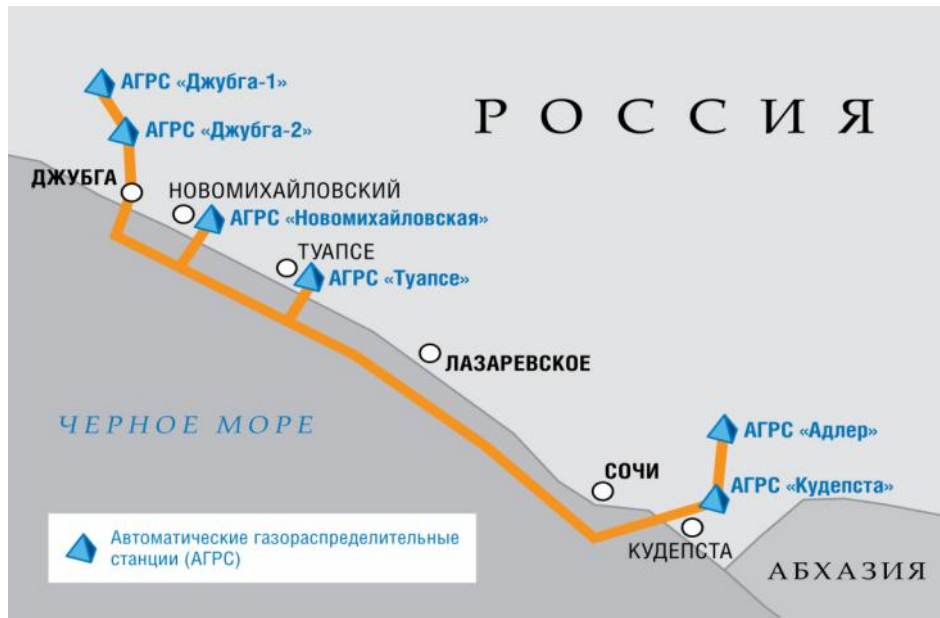 АГРС «Джубга-1»
РОССИЯ
АГРС «Джубга-2»
ДЖУБГА
НОВОМИХАЙЛОВСКИЙ
АГРС «Новомихайловская»
ТУАПСЕ
АГРС «Туапсе»
ЛАЗАРЕВСКОЕ
ЧЕРНОЕ МОРЕ
АГРС «Адлер»
СОЧИ
АГРС «Кудепста»
КУДЕПСТА
АБХАЗИЯ
Автоматические газораспределительные
станции (АГРС)